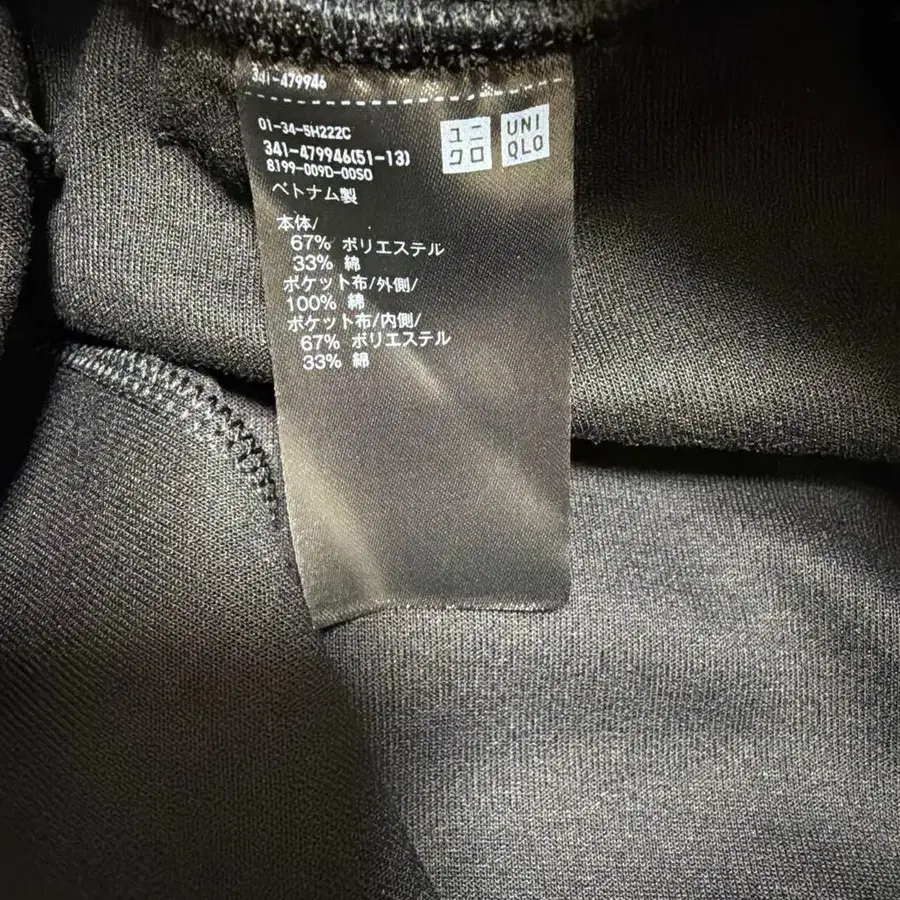 341-479946
01-34-5H222C
341-479946(51-13)
8199-009D-00S0
ユニ
クロ
UNI
QLO
ベトナム製
本体/
67% ポリエステル
33% 綿
ポケット布/外側/
100% 綿
ポケット布/内側/
67% ポリエステル
33% 綿